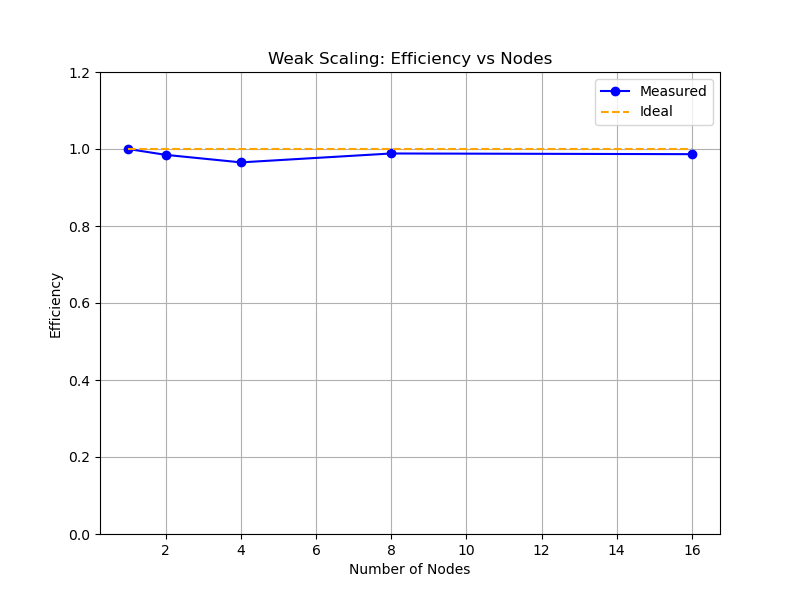 Weak Scaling: Efficiency vs Nodes
Measured
Ideal
1.2
1.0
0.8
0.6
0.4
0.2
0.0
Efficiency
2 4 6 8 10 12 14 16
Number of Nodes